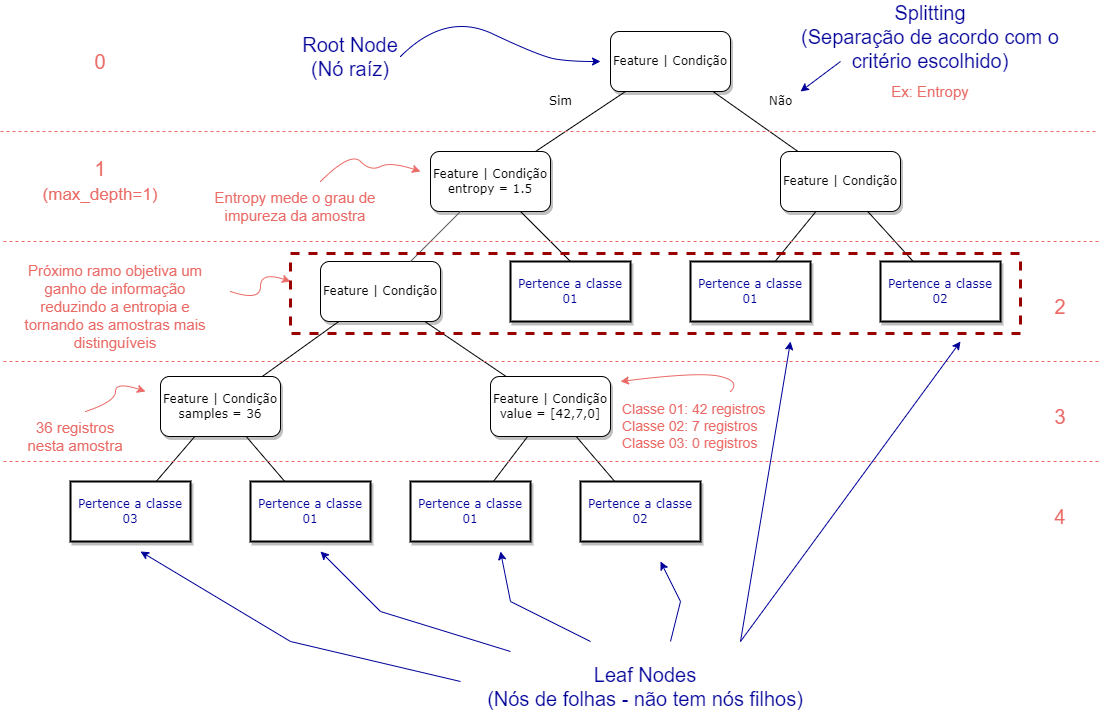 Splitting
(Separação de acordo com o
critério escolhido)
Ex: Entropy
Root Node
(Nó raíz)
0
Feature | Condição
Sim
Não
1
(max_depth=1)
Entropy mede o grau de
impureza da amostra
Feature | Condição
entropy = 1.5
Feature | Condição
Próximo ramo objetiva um
ganho de informação
reduzindo a entropia e
tornando as amostras mais
distinguíveis
Feature | Condição
Pertence a classe
01
Pertence a classe
01
Pertence a classe
02
2
36 registros
nesta amostra
Feature | Condição
samples = 36
Feature | Condição
value = [42,7,0]
Classe 01: 42 registros
Classe 02: 7 registros
Classe 03: 0 registros
3
Pertence a classe
03
Pertence a classe
01
Pertence a classe
01
Pertence a classe
02
4
Leaf Nodes
(Nós de folhas - não tem nós filhos)